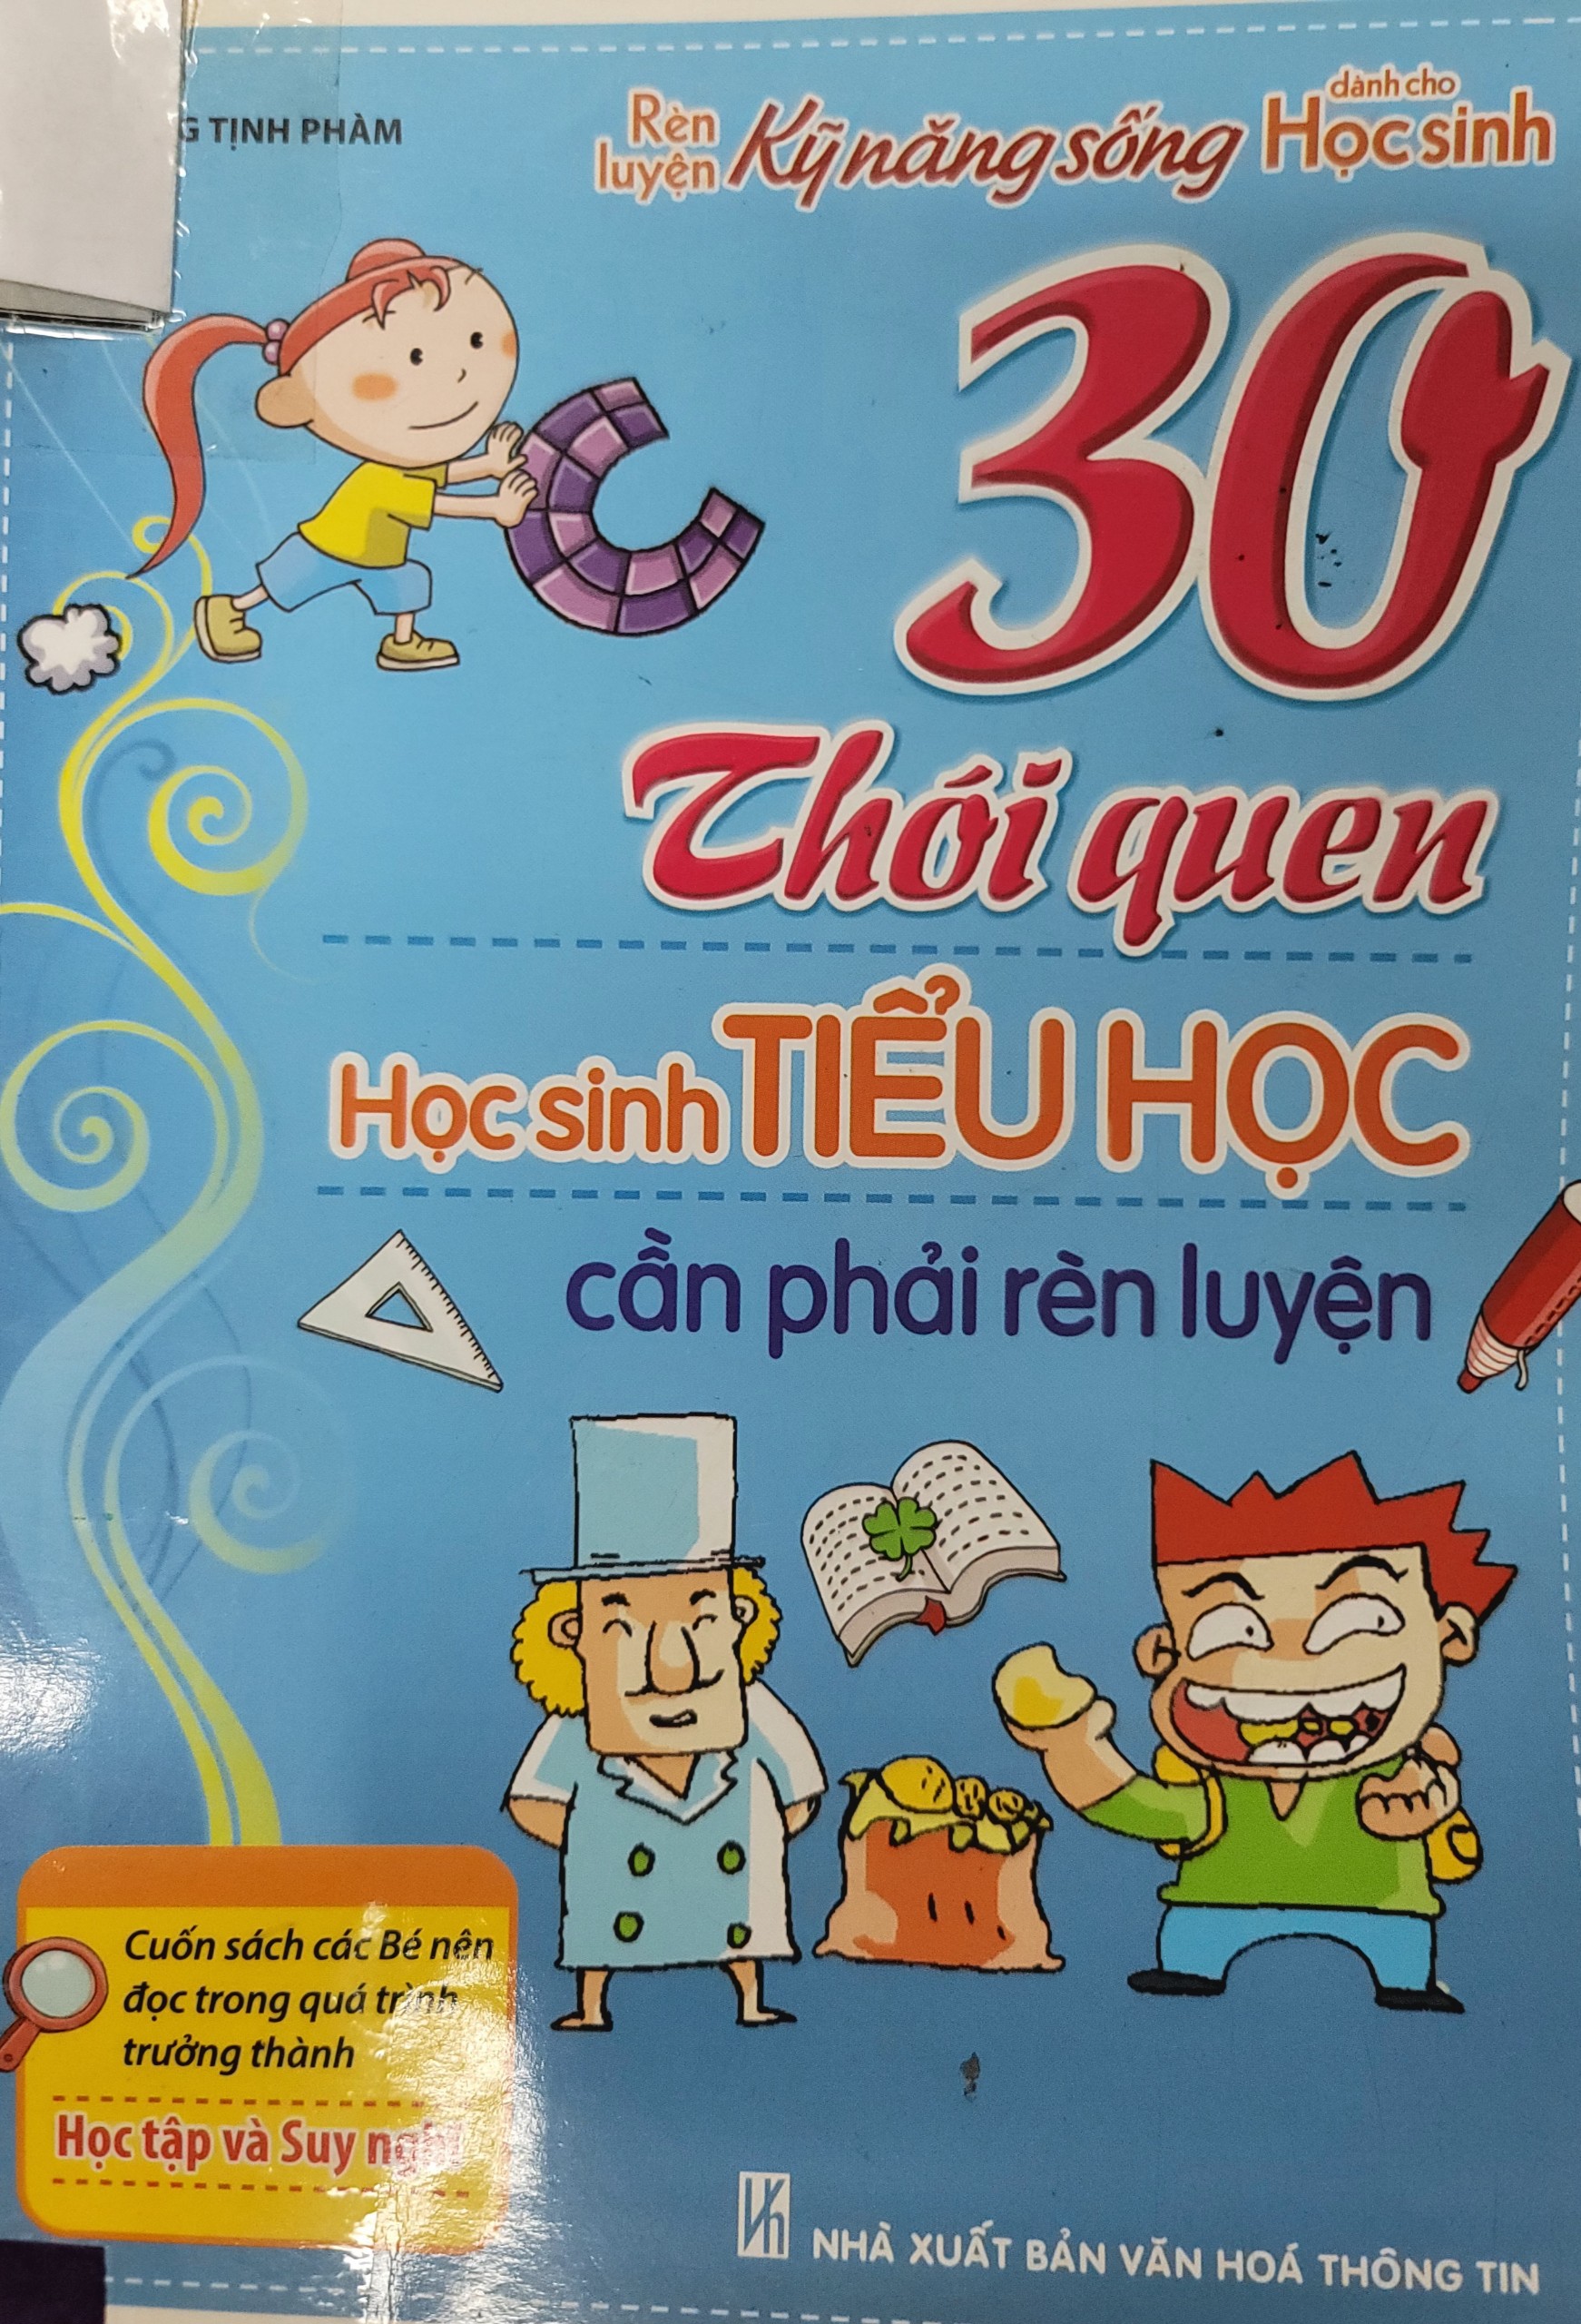 TỊNH PHÀM
Rèn luyện Kỹ năng sống dành cho Học sinh
30
Thói quen
Học sinh TIỂU HỌC
cần phải rèn luyện
Cuốn sách các Bé nên
đọc trong quá trình
trưởng thành
Học tập và Suy
NHÀ XUẤT BẢN VĂN HOÁ THÔNG TIN